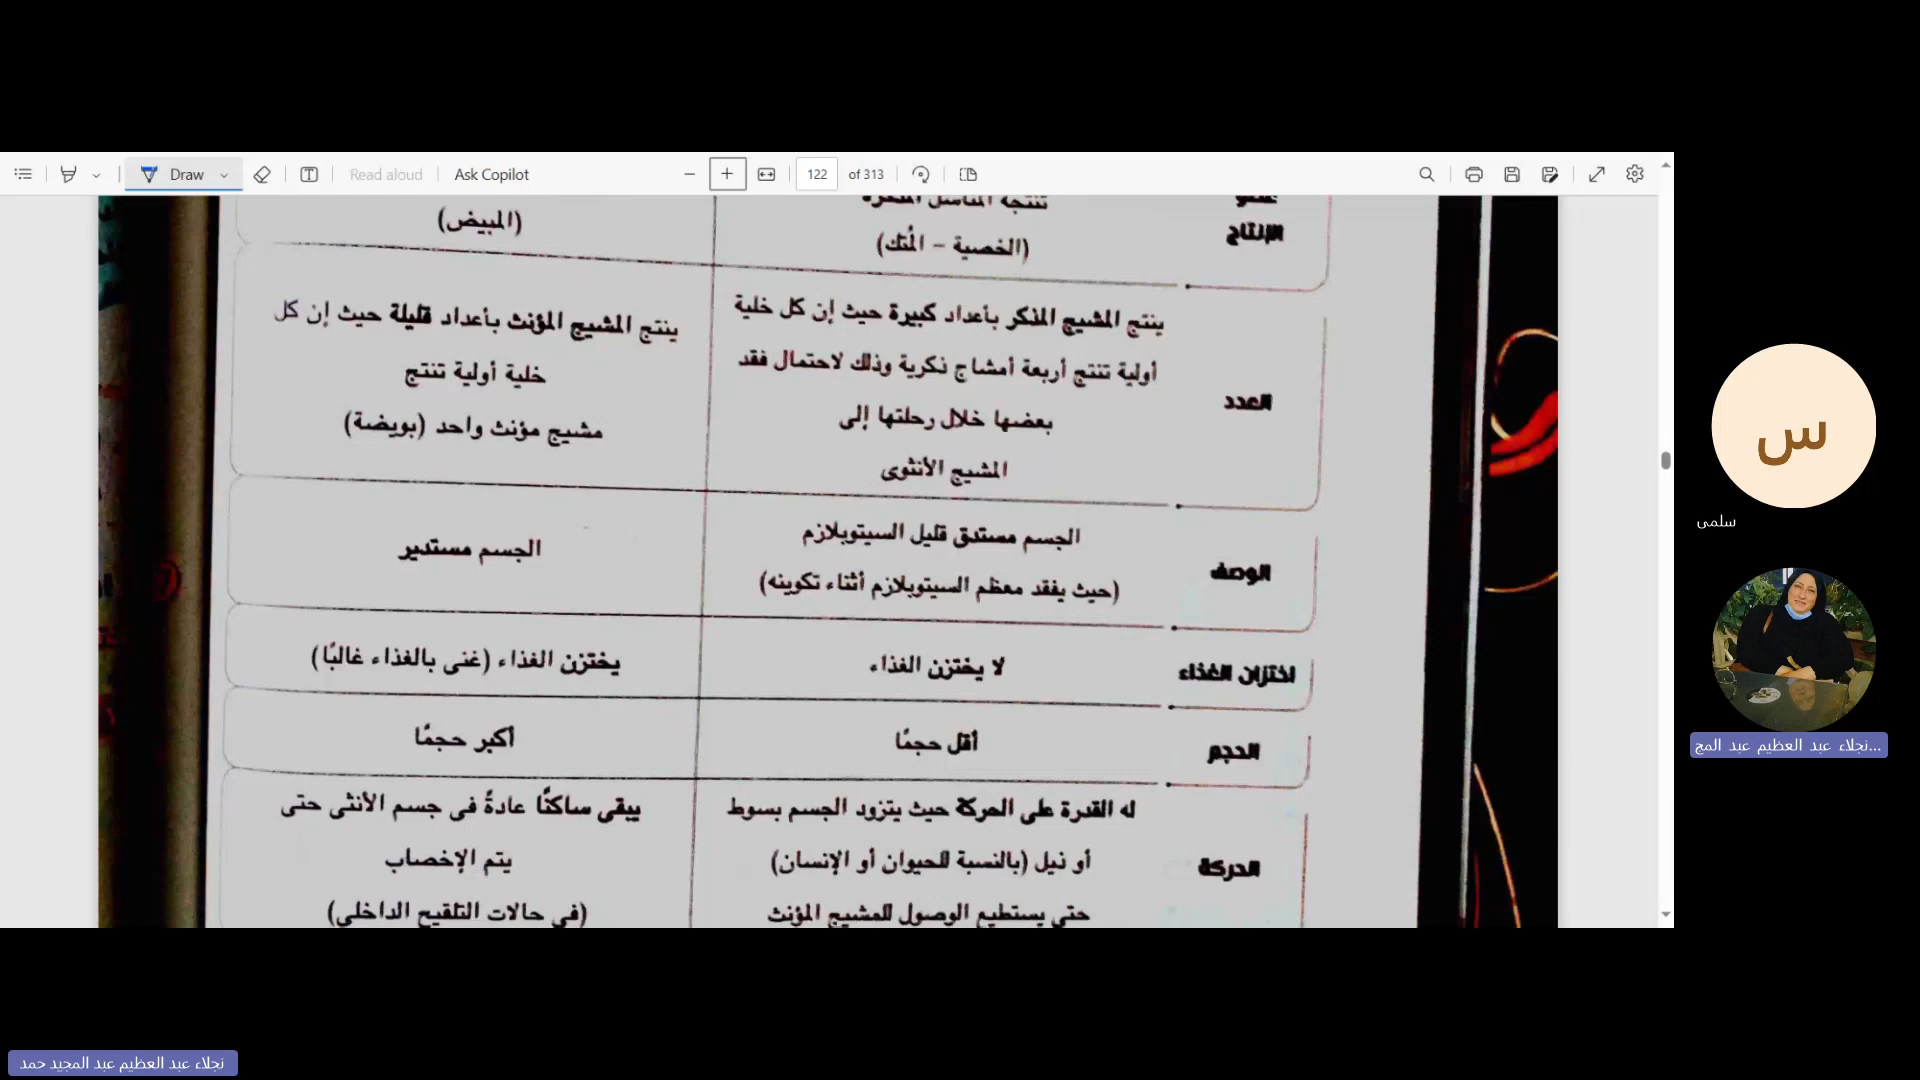 Draw
Read aloud
Ask Copilot
122
of 313
الإنتاج
(الخصية – المُتك)
(المبيض)
العدد
ينتج المشيج المذكر بأعداد كبيرة حيث إن كل خلية
أولية تنتج أربعة أمشاج ذكرية وذلك لاحتمال فقد
بعضها خلال رحلتها إلى
المشيج الأنثوى
ينتج المشيج المؤنث بأعداد قليلة حيث إن كل
خلية أولية تنتج
مشيج مؤنث واحد (بويضة)
الوصف
الجسم مستدق قليل السيتوبلازم
(حيث يفقد معظم السيتوبلازم أثناء تكوينه)
الجسم مستدير
اختزان الغذاء
لا يختزن الغذاء
يختزن الغذاء (غنى بالغذاء غالبًا)
الحجم
أقل حجمًا
أكبر حجمًا
الحركة
له القدرة على الحركة حيث يتزود الجسم بسوط
أو ذيل (بالنسبة للحيوان أو الإنسان)
حتى يستطيع الوصول للمشيج المؤنث
يبقى ساكنًا عادةً فى جسم الأنثى حتى
يتم الإخصاب
(فى حالات التلقيح الداخلى)
س
سلمى
نجلاء عبد العظيم عبد المج...
نجلاء عبد العظيم عبد المجيد حمد